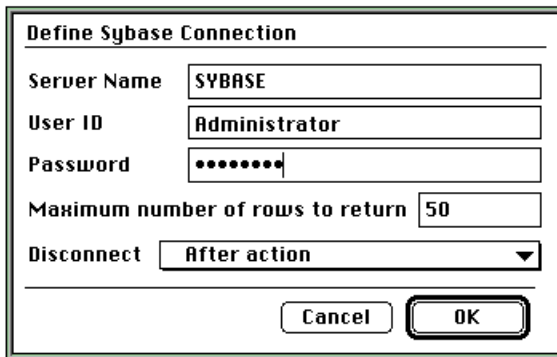 Define Sybase Connection
Server Name SYBASE
User ID Administrator
Password ••••••••
Maximum number of rows to return 50
Disconnect After action
Cancel OK